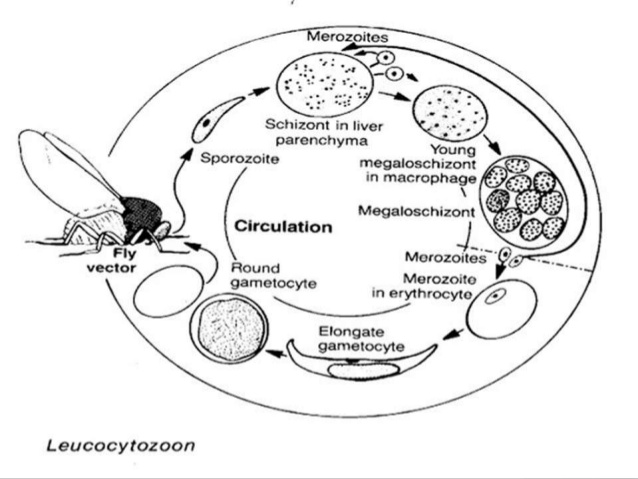 Merozoites
Schizont in liver
parenchyma
Sporozoite
Young
megaloschizont
in macrophage
Megaloschizont
Circulation
Fly
vector
Merozoites
Round
gametocyte
Merozoite
in erythrocyte
Elongate
gametocyte
Leucocytozoon